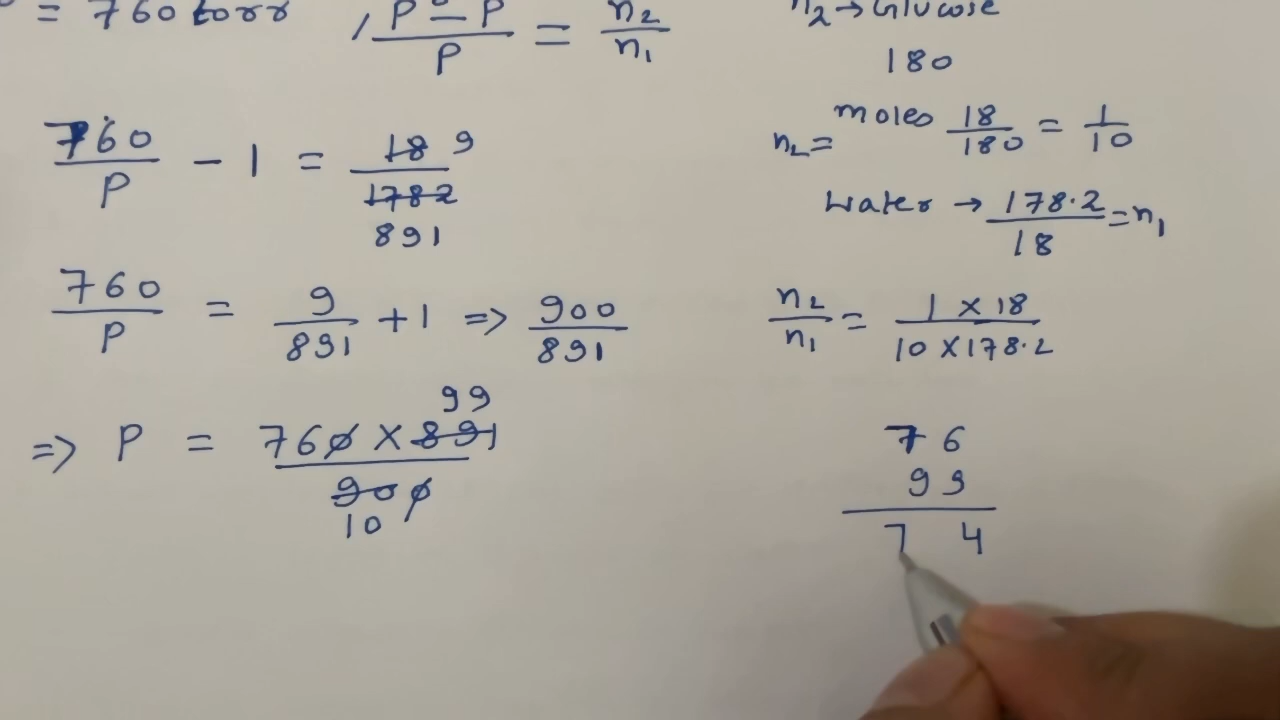 = 760 torr , P° − P / P = n2 / n1
760 / P − 1 = 18 9 / 1782 891
760 / P = 9 / 891 + 1 => 900 / 891
=> P = 760 × 891 99 / 900 10
n2 → Glucose
180
n2 = moles 18 / 180 = 1 / 10
Water → 178.2 / 18 = n1
n2 / n1 = 1 × 18 / 10 × 178.2
76
99
7 4